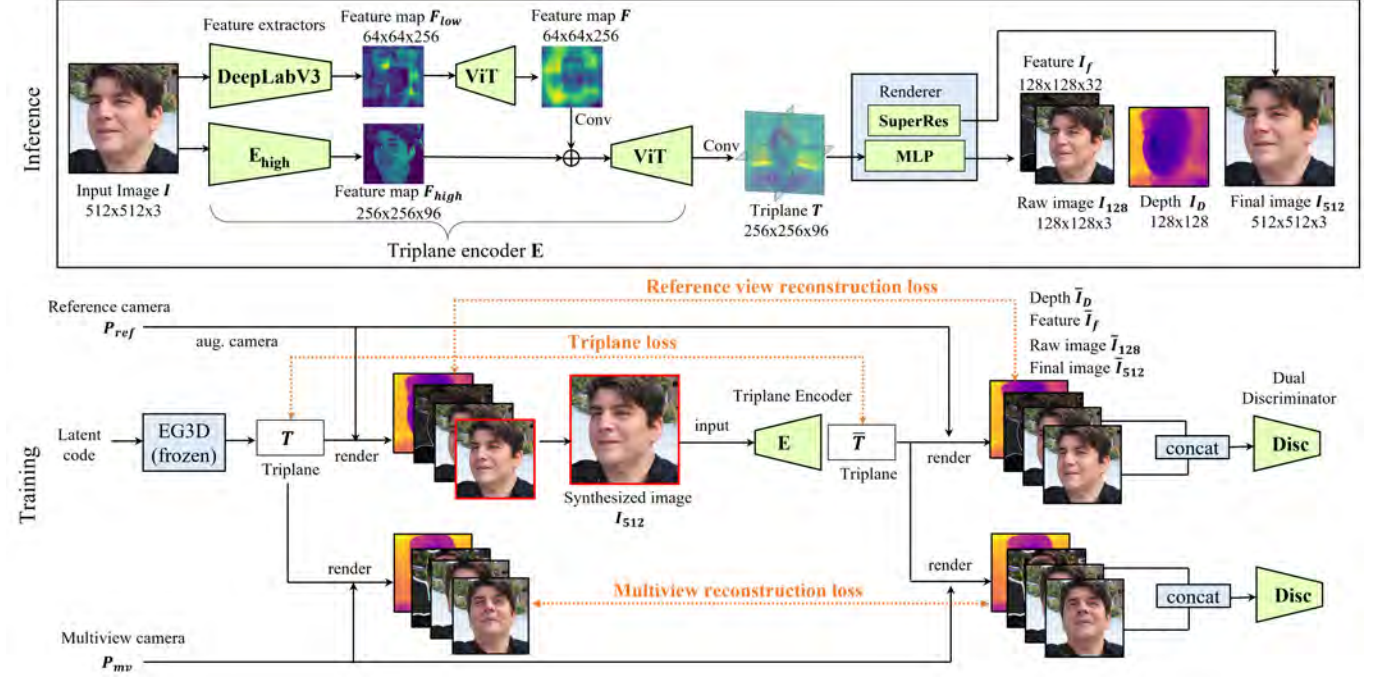 Inference
Feature extractors
Feature map F_low
64x64x256
Feature map F
64x64x256
DeepLabV3
ViT
Conv
E_high
Feature map F_high
256x256x96
ViT
Conv
Input Image I
512x512x3
Triplane encoder E
Triplane T
256x256x96
Renderer
SuperRes
MLP
Feature I_f
128x128x32
Raw image I_128
128x128x3
Depth I_D
128x128
Final image I_512
512x512x3
Training
Reference camera
P_ref
aug. camera
Reference view reconstruction loss
Triplane loss
Depth Ī_D
Feature Ī_f
Raw image Ī_128
Final image Ī_512
Latent
code
EG3D
(frozen)
T
Triplane
render
Synthesized image
I_512
input
Triplane Encoder
E
T̄
Triplane
render
concat
Dual
Discriminator
Disc
render
Multiview reconstruction loss
render
concat
Disc
Multiview camera
P_mv